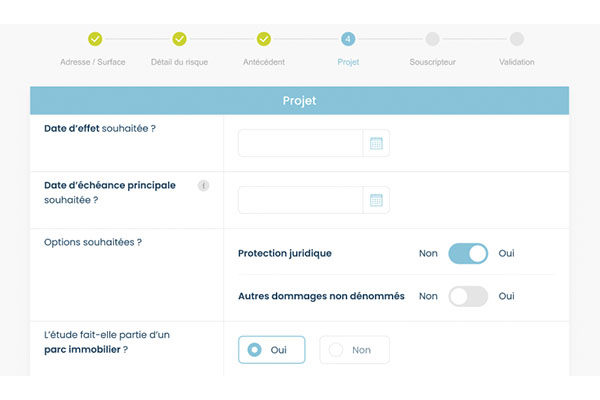 4
Adresse / Surface Détail du risque Antécédent Projet Souscripteur Validation
Projet
Date d'effet souhaitée ?
Date d'échéance principale i
souhaitée ?
Options souhaitées ?
Protection juridique Non Oui
Autres dommages non dénommés Non Oui
L'étude fait-elle partie d'un
parc immobilier ?
Oui Non